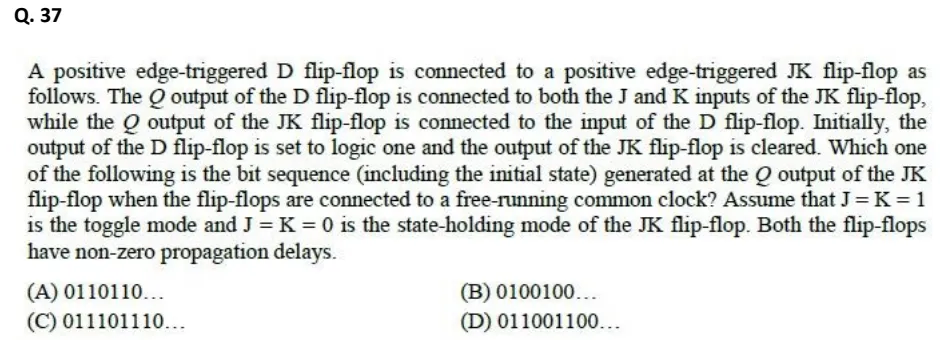 Q. 37
A positive edge-triggered D flip-flop is connected to a positive edge-triggered JK flip-flop as
follows. The Q output of the D flip-flop is connected to both the J and K inputs of the JK flip-flop,
while the Q output of the JK flip-flop is connected to the input of the D flip-flop. Initially, the
output of the D flip-flop is set to logic one and the output of the JK flip-flop is cleared. Which one
of the following is the bit sequence (including the initial state) generated at the Q output of the JK
flip-flop when the flip-flops are connected to a free-running common clock? Assume that J = K = 1
is the toggle mode and J = K = 0 is the state-holding mode of the JK flip-flop. Both the flip-flops
have non-zero propagation delays.
(A) 0110110... (B) 0100100...
(C) 011101110... (D) 011001100...